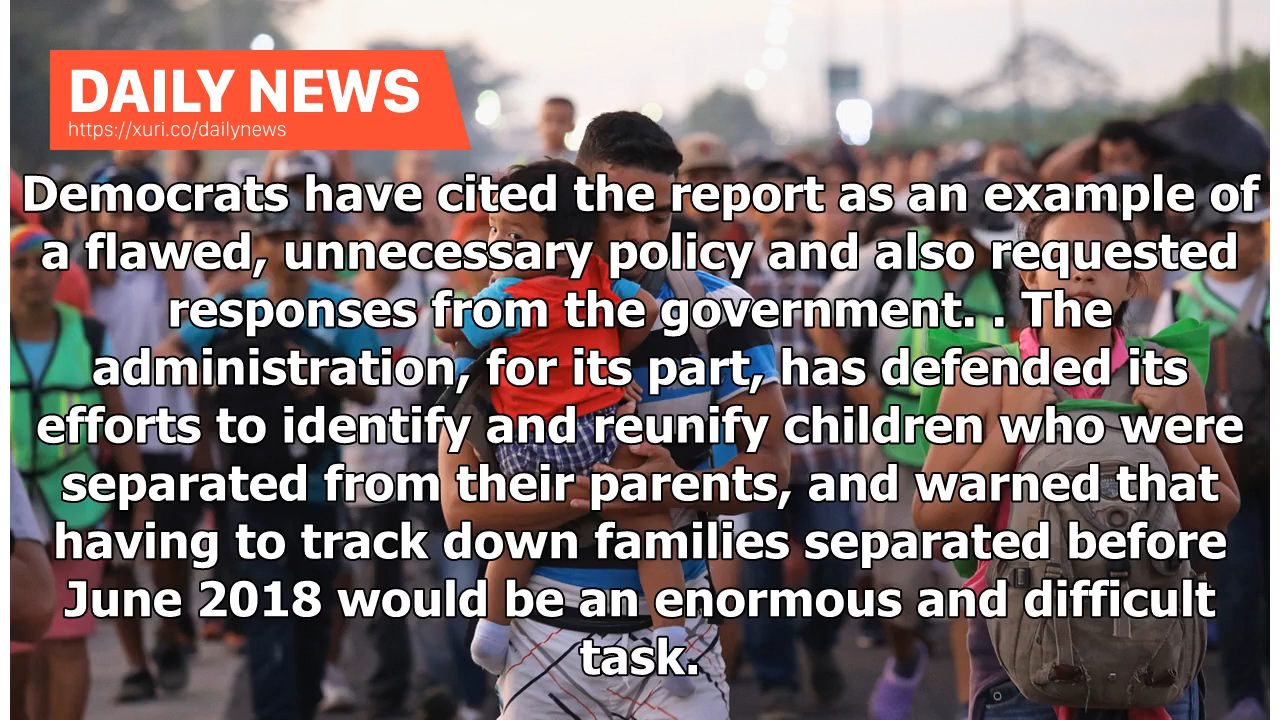 DAILY NEWS
https://xuri.co/dailynews
Democrats have cited the report as an example of
a flawed, unnecessary policy and also requested
responses from the government. . The
administration, for its part, has defended its
efforts to identify and reunify children who were
separated from their parents, and warned that
having to track down families separated before
June 2018 would be an enormous and difficult
task.